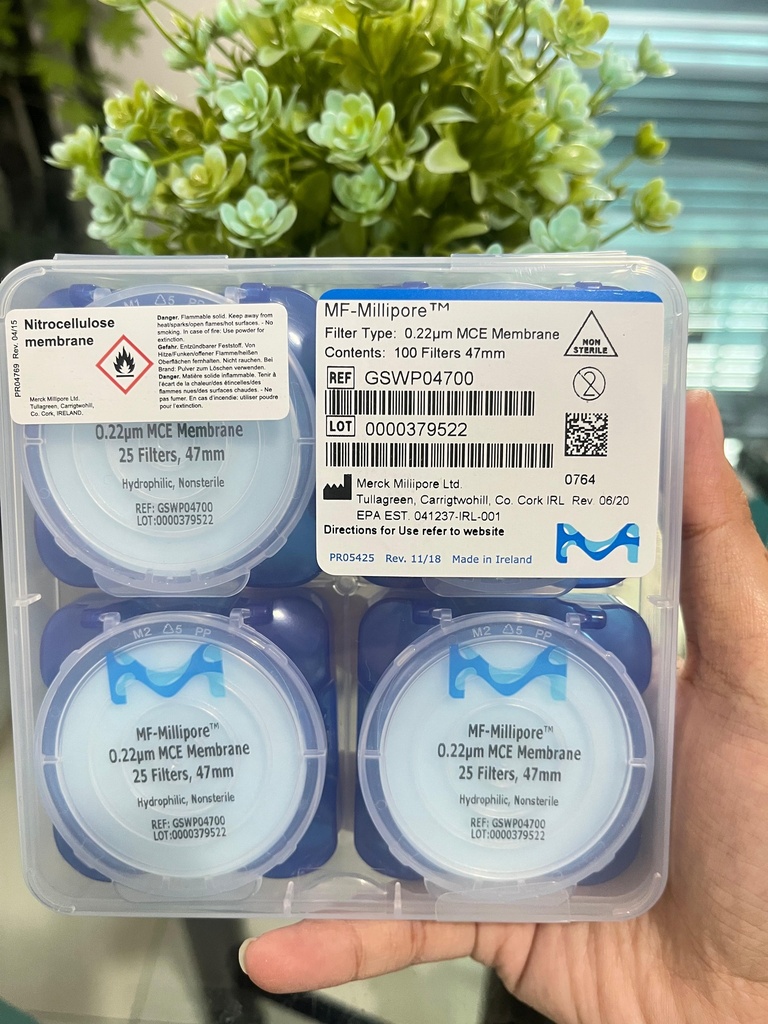 PR04769 Rev. 04/15
Nitrocellulose
membrane
Merck Millipore Ltd.
Tullagreen, Carrigtwohill,
Co. Cork, IRELAND.
Danger. Flammable solid. Keep away from
heat/sparks/open flames/hot surfaces. - No
smoking. In case of fire: Use powder for
extinction.
Gefahr. Entzündbarer Feststoff. Von
Hitze/Funken/offener Flamme/heißen
Oberflächen fernhalten. Nicht rauchen. Bei
Brand: Pulver zum Löschen verwenden.
Danger. Matière solide inflammable. Tenir à
l'écart de la chaleur/des étincelles/des
flammes nues/des surfaces chaudes. - Ne
pas fumer. En cas d'incendie: utiliser poudre
pour l'extinction.
MF-Millipore™
Filter Type: 0.22µm MCE Membrane
Contents: 100 Filters 47mm
NON
STERILE
REF GSWP04700
2
LOT 0000379522
0764
Merck Millipore Ltd.
Tullagreen, Carrigtwohill, Co. Cork IRL Rev. 06/20
EPA EST. 041237-IRL-001
Directions for Use refer to website
PR05425 Rev. 11/18 Made in Ireland
M1 5 PP
0.22µm MCE Membrane
25 Filters, 47mm
Hydrophilic, Nonsterile
REF: GSWP04700
LOT:0000379522
M2 5 PP
MF-Millipore™
0.22µm MCE Membrane
25 Filters, 47mm
Hydrophilic, Nonsterile
REF: GSWP04700
LOT:0000379522
M2 5 PP
MF-Millipore™
0.22µm MCE Membrane
25 Filters, 47mm
Hydrophilic, Nonsterile
REF: GSWP04700
LOT:0000379522